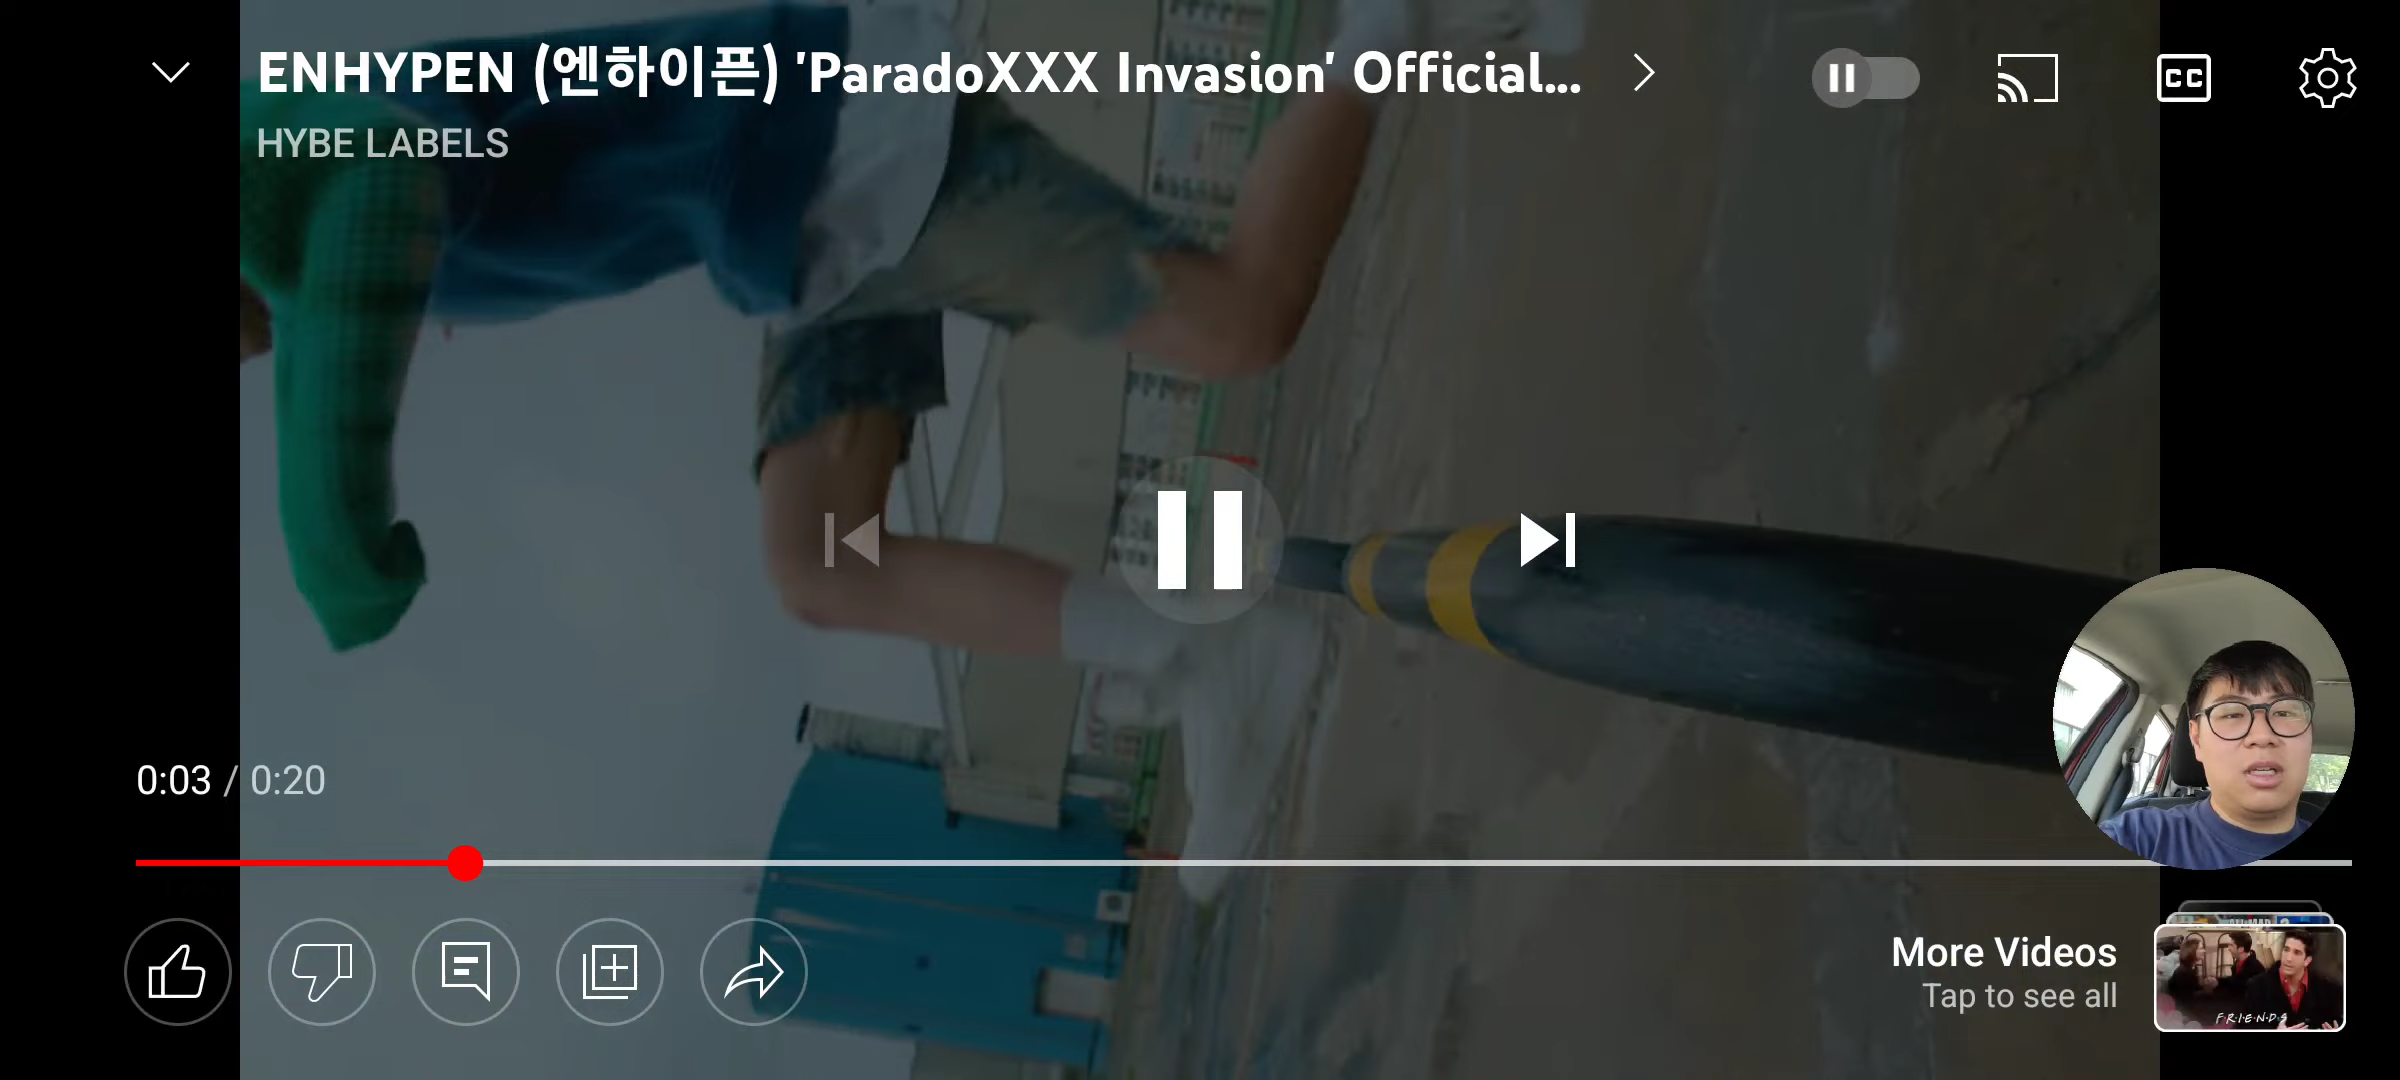 ENHYPEN (엔하이픈) 'ParadoXXX Invasion' Official...
HYBE LABELS
CC
0:03 / 0:20
More Videos
Tap to see all
F·R·I·E·N·D·S